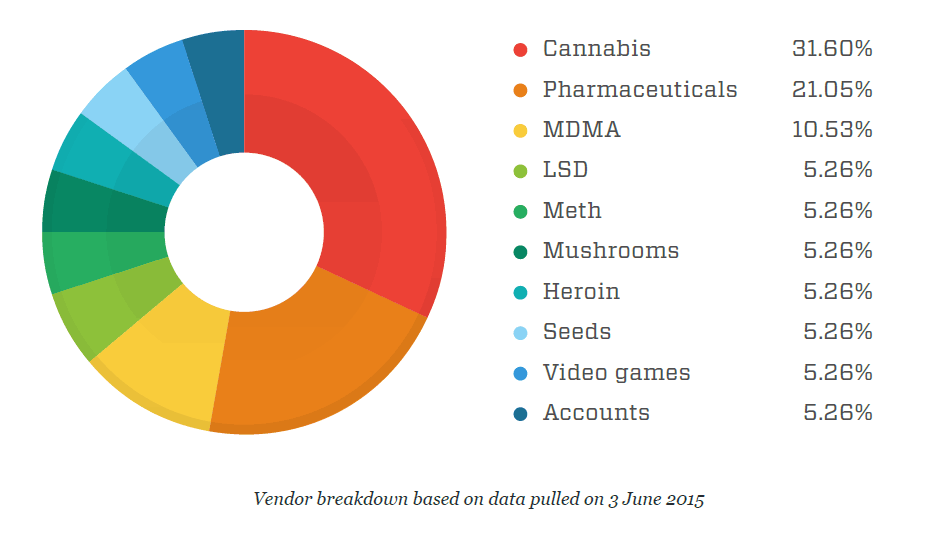 Cannabis 31.60%
Pharmaceuticals 21.05%
MDMA 10.53%
LSD 5.26%
Meth 5.26%
Mushrooms 5.26%
Heroin 5.26%
Seeds 5.26%
Video games 5.26%
Accounts 5.26%
Vendor breakdown based on data pulled on 3 June 2015